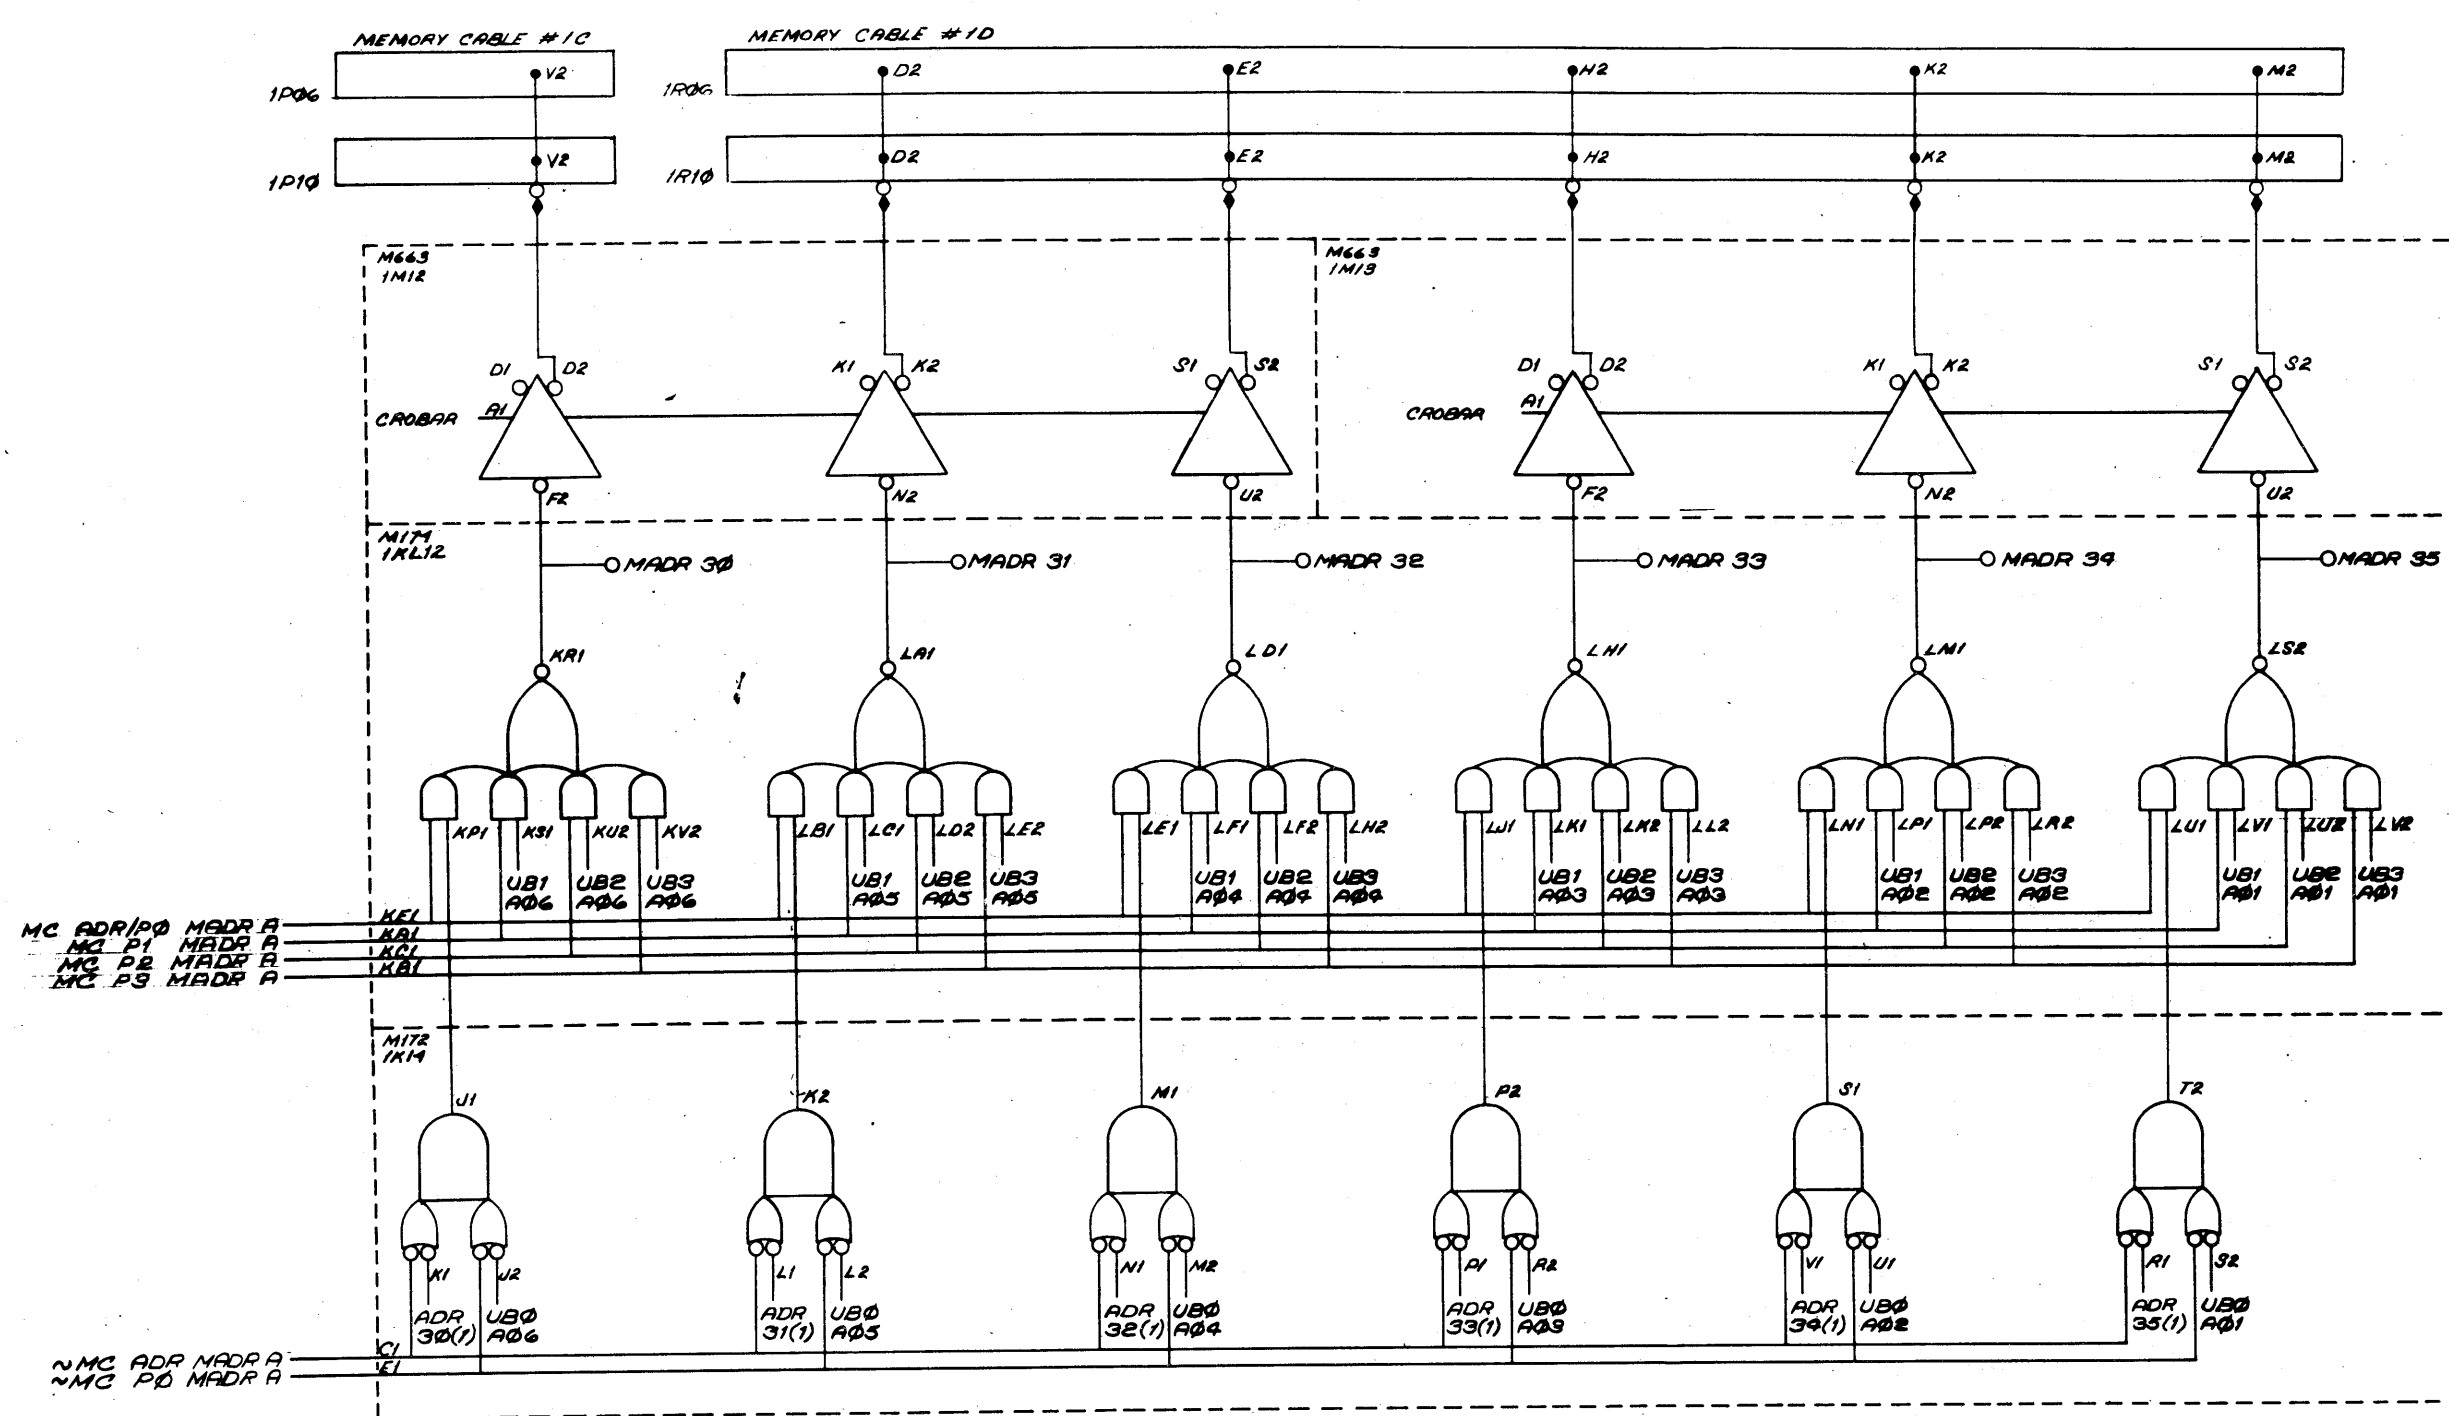 MEMORY CABLE #1C
MEMORY CABLE #1D
1PØ6
V2
1RØ6
D2
E2
H2
K2
M2
1P1Ø
V2
1R1Ø
D2
E2
H2
K2
M2
M663
1M12
M663
1M13
D1
D2
K1
K2
S1
S2
D1
D2
K1
K2
S1
S2
CROBAR
A1
CROBAR
A1
F2
N2
U2
F2
N2
U2
M171
1KL12
MADR 3Ø
MADR 31
MADR 32
MADR 33
MADR 34
MADR 35
KR1
LA1
LD1
LH1
LM1
LS2
KP1
KS1
KU2
KV2
LB1
LC1
LD2
LE2
LE1
LF1
LF2
LH2
LJ1
LK1
LK2
LL2
LN1
LP1
LP2
LR2
LU1
LV1
LU2
LV2
UB1
AØ6
UB2
AØ6
UB3
AØ6
UB1
AØ5
UB2
AØ5
UB3
AØ5
UB1
AØ4
UB2
AØ4
UB3
AØ4
UB1
AØ3
UB2
AØ3
UB3
AØ3
UB1
AØ2
UB2
AØ2
UB3
AØ2
UB1
AØ1
UB2
AØ1
UB3
AØ1
MC ADR/PØ MADR A
KE1
MC P1 MADR A
MC P2 MADR A
KC1
MC P3 MADR A
KB1
M172
1K14
J1
K2
M1
P2
S1
T2
K1
J2
L1
L2
N1
M2
P1
R2
V1
U1
R1
S2
ADR
3Ø(1)
UBØ
AØ6
ADR
31(1)
UBØ
AØ5
ADR
32(1)
UBØ
AØ4
ADR
33(1)
UBØ
AØ3
ADR
34(1)
UBØ
AØ2
ADR
35(1)
UBØ
AØ1
~MC ADR MADR A
C1
~MC PØ MADR A
E1